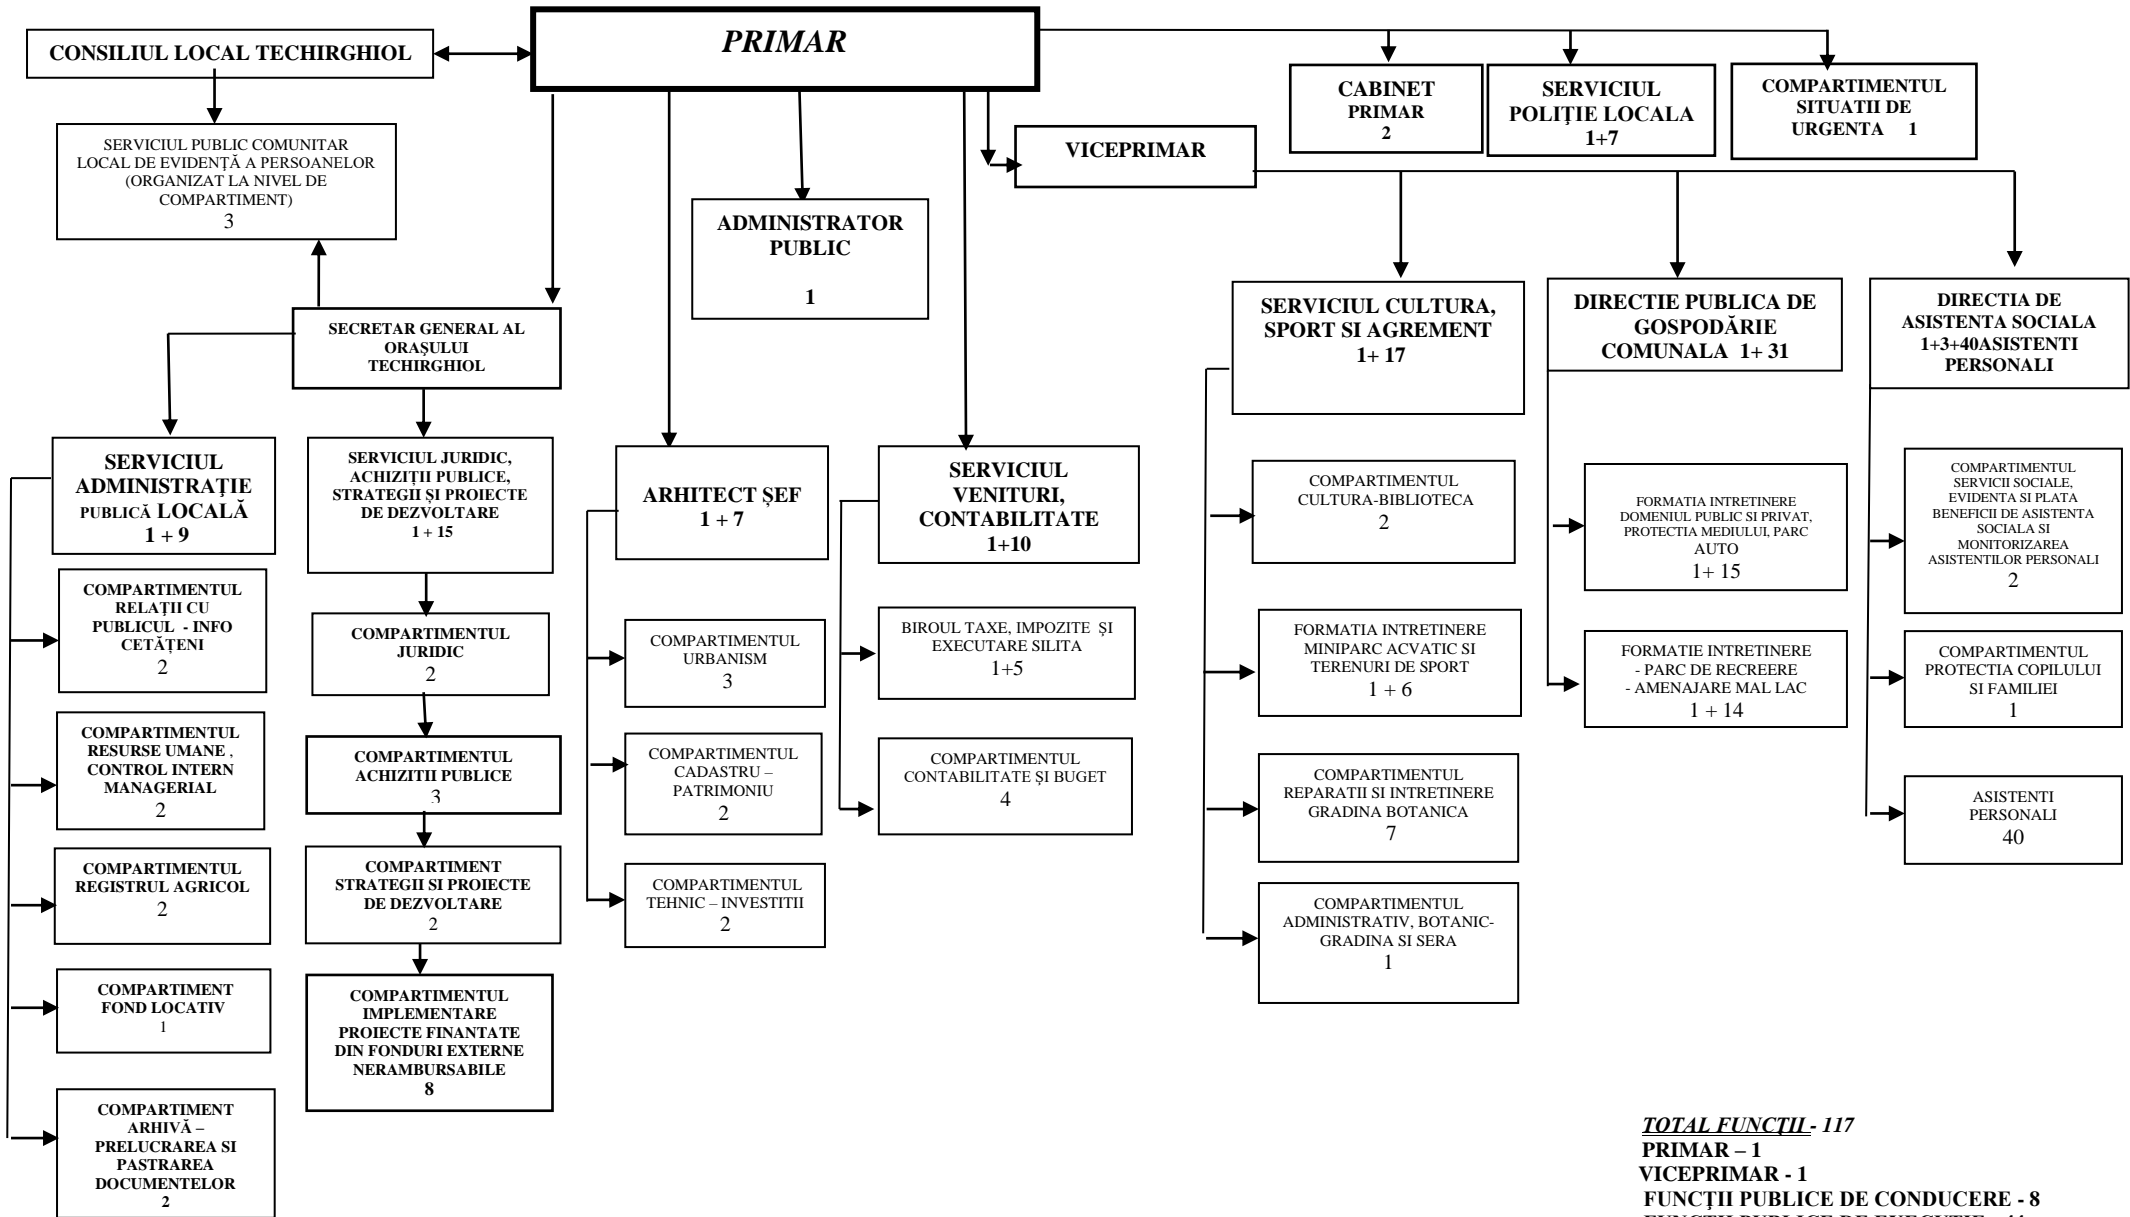 CONSILIUL LOCAL TECHIRGHIOL
PRIMAR
CABINET
PRIMAR
2
SERVICIUL
POLIŢIE LOCALA
1+7
COMPARTIMENTUL
SITUATII DE
URGENTA 1
SERVICIUL PUBLIC COMUNITAR
LOCAL DE EVIDENȚĂ A PERSOANELOR
(ORGANIZAT LA NIVEL DE
COMPARTIMENT)
3
VICEPRIMAR
ADMINISTRATOR
PUBLIC
1
SECRETAR GENERAL AL
ORAŞULUI
TECHIRGHIOL
SERVICIUL CULTURA,
SPORT SI AGREMENT
1+ 17
DIRECTIE PUBLICA DE
GOSPODĂRIE
COMUNALA 1+ 31
DIRECTIA DE
ASISTENTA SOCIALA
1+3+40ASISTENTI
PERSONALI
SERVICIUL
ADMINISTRAŢIE
PUBLICĂ LOCALĂ
1 + 9
SERVICIUL JURIDIC,
ACHIZIȚII PUBLICE,
STRATEGII ȘI PROIECTE
DE DEZVOLTARE
1 + 15
ARHITECT ȘEF
1 + 7
SERVICIUL
VENITURI,
CONTABILITATE
1+10
COMPARTIMENTUL
RELAȚII CU
PUBLICUL - INFO
CETĂȚENI
2
COMPARTIMENTUL
RESURSE UMANE ,
CONTROL INTERN
MANAGERIAL
2
COMPARTIMENTUL
REGISTRUL AGRICOL
2
COMPARTIMENT
FOND LOCATIV
1
COMPARTIMENT
ARHIVĂ –
PRELUCRAREA SI
PASTRAREA
DOCUMENTELOR
2
COMPARTIMENTUL
JURIDIC
2
COMPARTIMENTUL
ACHIZITII PUBLICE
3
COMPARTIMENT
STRATEGII SI PROIECTE
DE DEZVOLTARE
2
COMPARTIMENTUL
IMPLEMENTARE
PROIECTE FINANTATE
DIN FONDURI EXTERNE
NERAMBURSABILE
8
COMPARTIMENTUL
URBANISM
3
COMPARTIMENTUL
CADASTRU –
PATRIMONIU
2
COMPARTIMENTUL
TEHNIC – INVESTITII
2
BIROUL TAXE, IMPOZITE ȘI
EXECUTARE SILITA
1+5
COMPARTIMENTUL
CONTABILITATE ȘI BUGET
4
COMPARTIMENTUL
CULTURA-BIBLIOTECA
2
FORMATIA INTRETINERE
MINIPARC ACVATIC SI
TERENURI DE SPORT
1 + 6
COMPARTIMENTUL
REPARATII SI INTRETINERE
GRADINA BOTANICA
7
COMPARTIMENTUL
ADMINISTRATIV, BOTANIC-
GRADINA SI SERA
1
FORMATIA INTRETINERE
DOMENIUL PUBLIC SI PRIVAT,
PROTECTIA MEDIULUI, PARC
AUTO
1+ 15
FORMATIE INTRETINERE
- PARC DE RECREERE
- AMENAJARE MAL LAC
1 + 14
COMPARTIMENTUL
SERVICII SOCIALE,
EVIDENTA SI PLATA
BENEFICII DE ASISTENTA
SOCIALA SI
MONITORIZAREA
ASISTENTILOR PERSONALI
2
COMPARTIMENTUL
PROTECTIA COPILULUI
SI FAMILIEI
1
ASISTENTI
PERSONALI
40
TOTAL FUNCŢII - 117
PRIMAR – 1
VICEPRIMAR - 1
FUNCŢII PUBLICE DE CONDUCERE - 8